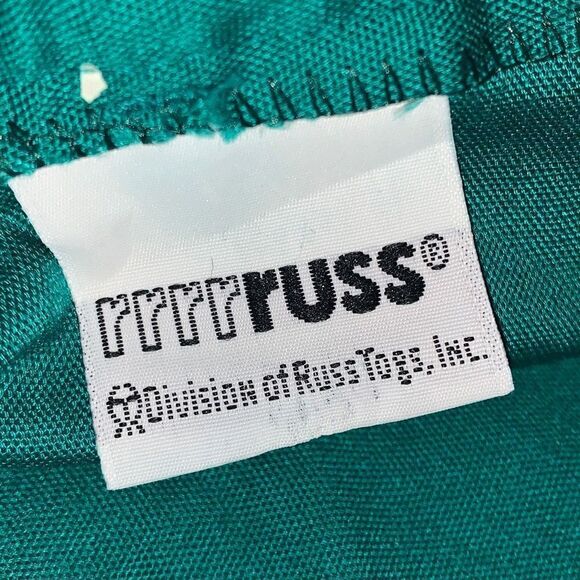 rrrrruss®
Division of Russ Togs, Inc.